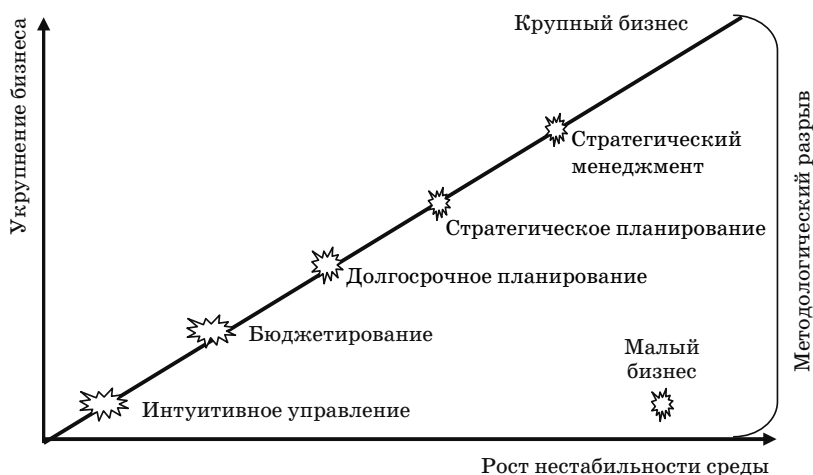 Укрупнение бизнеса
Крупный бизнес
Стратегический
менеджмент
Стратегическое планирование
Долгосрочное планирование
Бюджетирование
Интуитивное управление
Малый
бизнес
Методологический разрыв
Рост нестабильности среды